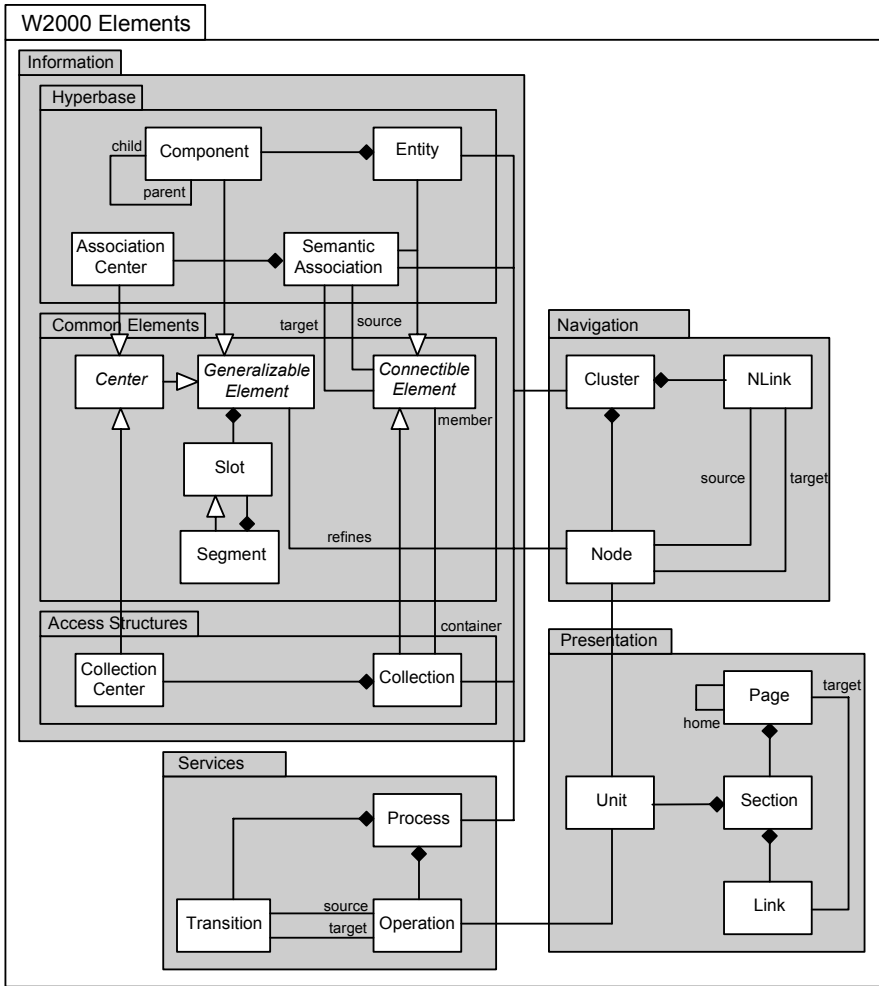 W2000 Elements
Information
Hyperbase
child
Component
Entity
parent
Association
Center
Semantic
Association
Common Elements
target
source
Navigation
Center
Generalizable
Element
Connectible
Element
Cluster
NLink
member
Slot
source
target
Segment
refines
Node
Access Structures
container
Presentation
Collection
Center
Collection
Page
target
home
Services
Process
Unit
Section
Transition
source
target
Operation
Link